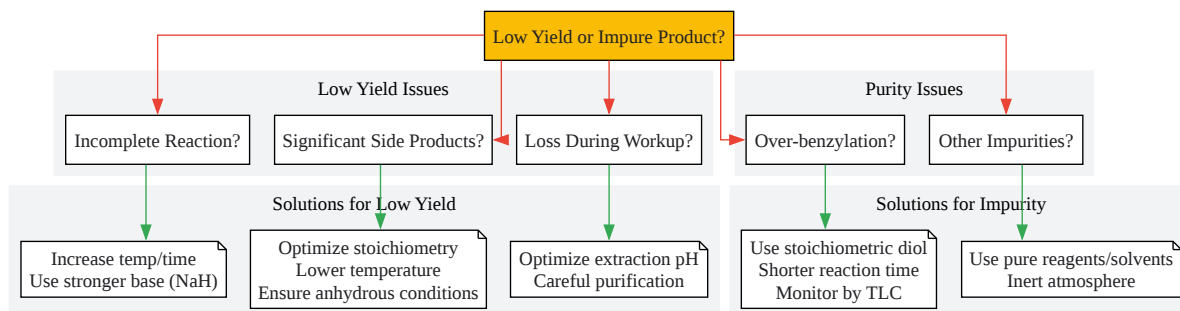 Low Yield or Impure Product?
Low Yield Issues
Purity Issues
Incomplete Reaction?
Significant Side Products?
Loss During Workup?
Over-benzylation?
Other Impurities?
Solutions for Low Yield
Solutions for Impurity
Increase temp/time
Use stronger base (NaH)
Optimize stoichiometry
Lower temperature
Ensure anhydrous conditions
Optimize extraction pH
Careful purification
Use stoichiometric diol
Shorter reaction time
Monitor by TLC
Use pure reagents/solvents
Inert atmosphere